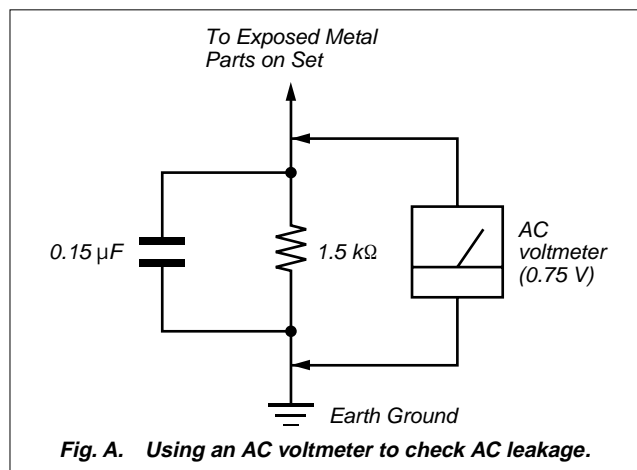 To Exposed Metal
Parts on Set
0.15 µF
1.5 kΩ
AC
voltmeter
(0.75 V)
Earth Ground
Fig. A. Using an AC voltmeter to check AC leakage.